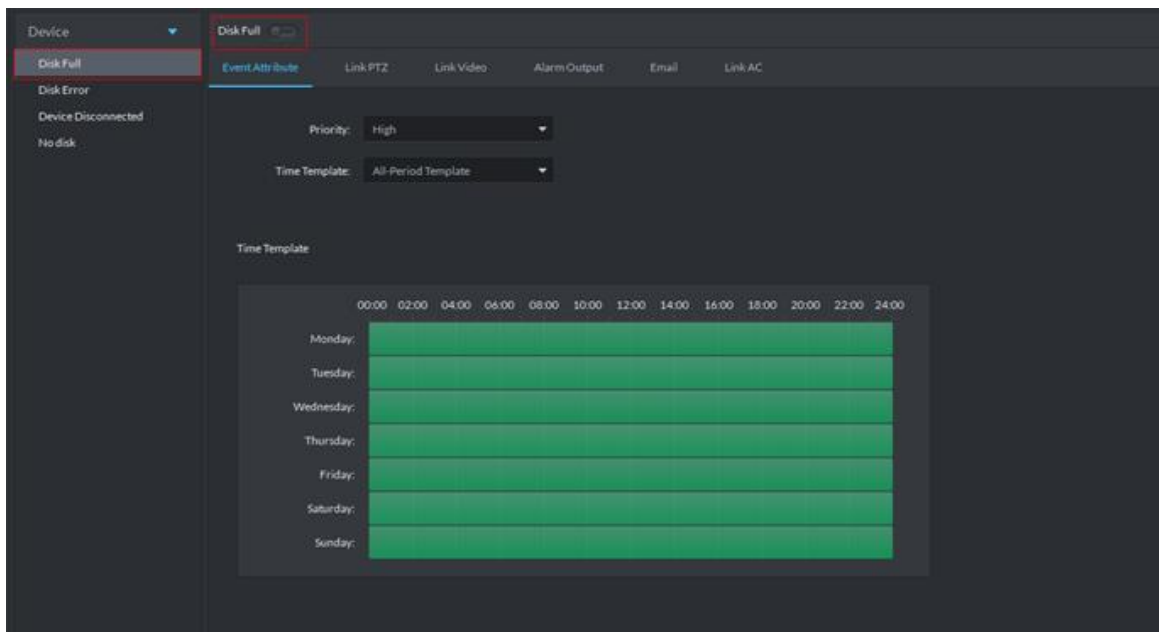 Device
Disk Full
Disk Full
Disk Error
Device Disconnected
No disk
Event Attribute Link PTZ Link Video Alarm Output Email Link AC
Priority: High
Time Template: All-Period Template
Time Template
00:00 02:00 04:00 06:00 08:00 10:00 12:00 14:00 16:00 18:00 20:00 22:00 24:00
Monday:
Tuesday:
Wednesday:
Thursday:
Friday:
Saturday:
Sunday: